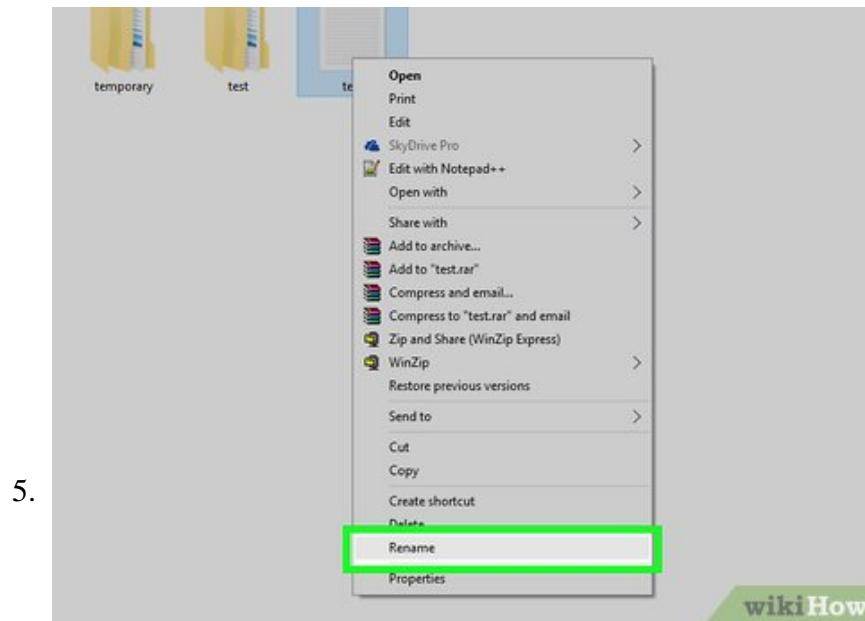 temporary
test
te
Open
Print
Edit
SkyDrive Pro
Edit with Notepad++
Open with
Share with
Add to archive...
Add to "test.rar"
Compress and email...
Compress to "test.rar" and email
Zip and Share (WinZip Express)
WinZip
Restore previous versions
Send to
Cut
Copy
5.
Create shortcut
Delete
Rename
Properties
wikiHow